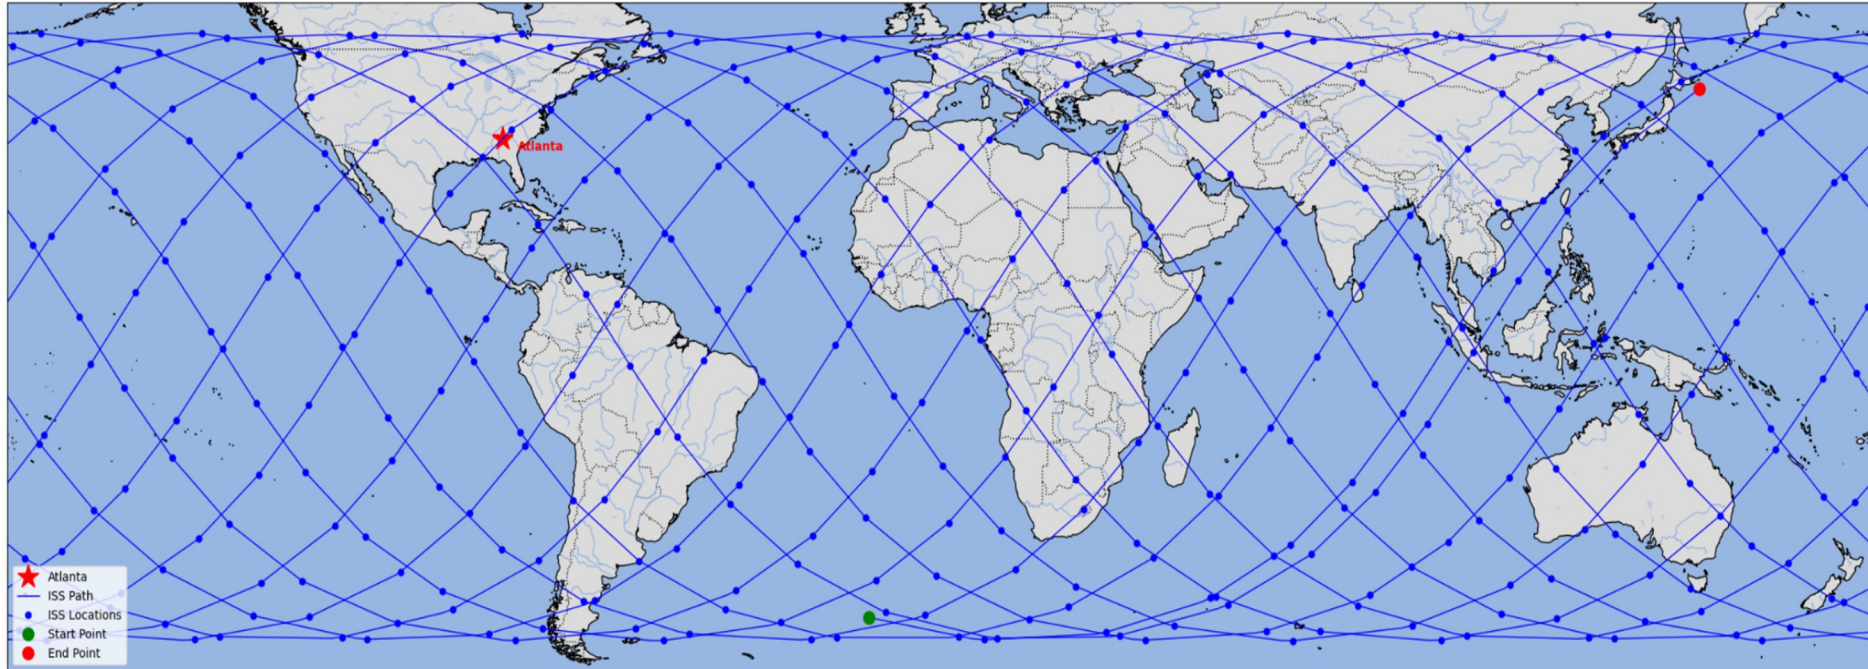 Atlanta
Atlanta
ISS Path
ISS Locations
Start Point
End Point